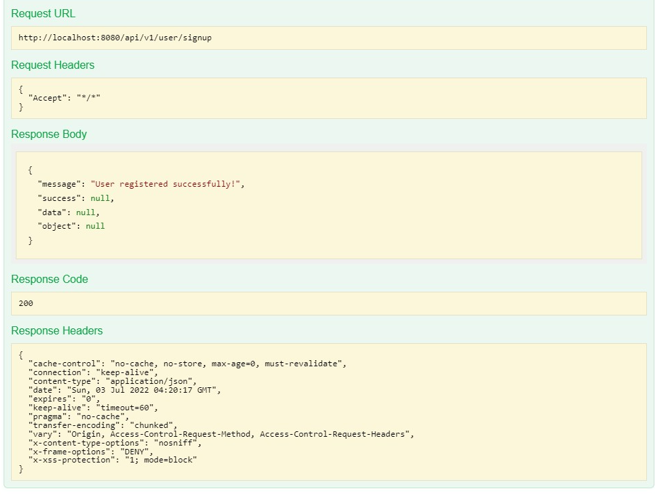 Request URL
http://localhost:8080/api/v1/user/signup
Request Headers
{
  "Accept": "*/*"
}
Response Body
{
  "message": "User registered successfully!",
  "success": null,
  "data": null,
  "object": null
}
Response Code
200
Response Headers
{
  "cache-control": "no-cache, no-store, max-age=0, must-revalidate",
  "connection": "keep-alive",
  "content-type": "application/json",
  "date": "Sun, 03 Jul 2022 04:20:17 GMT",
  "expires": "0",
  "keep-alive": "timeout=60",
  "pragma": "no-cache",
  "transfer-encoding": "chunked",
  "vary": "Origin, Access-Control-Request-Method, Access-Control-Request-Headers",
  "x-content-type-options": "nosniff",
  "x-frame-options": "DENY",
  "x-xss-protection": "1; mode=block"
}